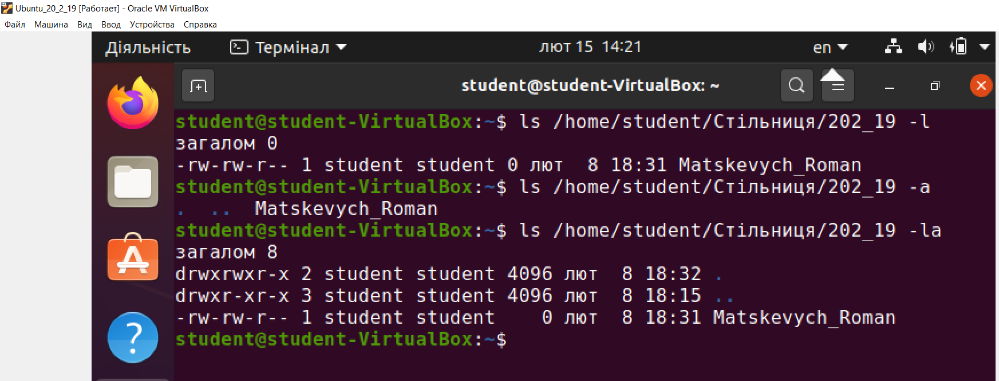 Ubuntu_20_2_19 [Работает] - Oracle VM VirtualBox
Файл Машина Вид Ввод Устройства Справка
Діяльність Термінал лют 15 14:21 en
student@student-VirtualBox: ~
student@student-VirtualBox:~$ ls /home/student/Стільниця/202_19 -l
загалом 0
-rw-rw-r-- 1 student student 0 лют  8 18:31 Matskevych_Roman
student@student-VirtualBox:~$ ls /home/student/Стільниця/202_19 -a
.  ..  Matskevych_Roman
student@student-VirtualBox:~$ ls /home/student/Стільниця/202_19 -la
загалом 8
drwxrwxr-x 2 student student 4096 лют  8 18:32 .
drwxr-xr-x 3 student student 4096 лют  8 18:15 ..
-rw-rw-r-- 1 student student    0 лют  8 18:31 Matskevych_Roman
student@student-VirtualBox:~$